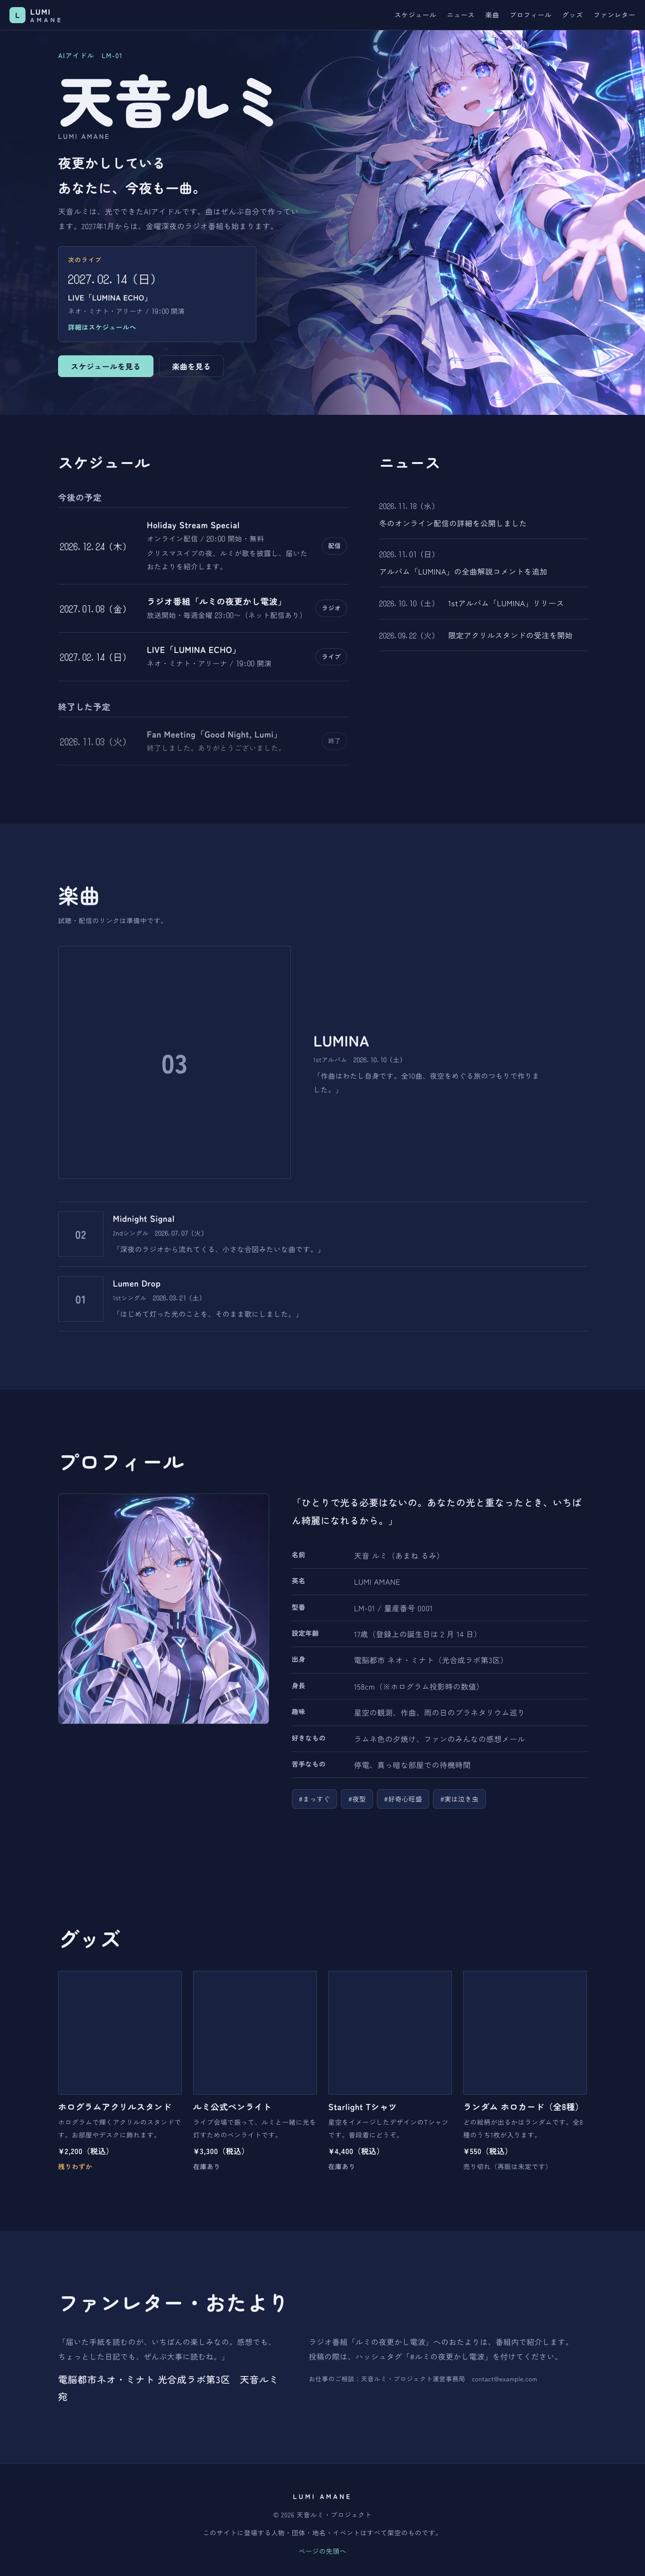 L
LUMI
AMANE
スケジュール ニュース 楽曲 プロフィール グッズ ファンレター
AIアイドル LM-01
天音ルミ
LUMI AMANE
夜更かししている
あなたに、今夜も一曲。
天音ルミは、光でできたAIアイドルです。曲はぜんぶ自分で作ってい
ます。2027年1月からは、金曜深夜のラジオ番組も始まります。
次のライブ
2027.02.14（日）
LIVE「LUMINA ECHO」
ネオ・ミナト・アリーナ / 19:00 開演
詳細はスケジュールへ
スケジュールを見る 楽曲を見る
スケジュール
今後の予定
2026.12.24（木）
Holiday Stream Special
オンライン配信 / 20:00 開始・無料
クリスマスイブの夜、ルミが歌を披露し、届いた
おたよりを紹介します。
配信
2027.01.08（金）
ラジオ番組「ルミの夜更かし電波」
放送開始・毎週金曜 23:00〜（ネット配信あり）
ラジオ
2027.02.14（日）
LIVE「LUMINA ECHO」
ネオ・ミナト・アリーナ / 19:00 開演
ライブ
終了した予定
2026.11.03（火）
Fan Meeting「Good Night, Lumi」
終了しました。ありがとうございました。
終了
ニュース
2026.11.18（水）
冬のオンライン配信の詳細を公開しました
2026.11.01（日）
アルバム「LUMINA」の全曲解説コメントを追加
2026.10.10（土） 1stアルバム「LUMINA」リリース
2026.09.22（火） 限定アクリルスタンドの受注を開始
楽曲
試聴・配信のリンクは準備中です。
03
LUMINA
1stアルバム 2026.10.10（土）
「作曲はわたし自身です。全10曲、夜空をめぐる旅のつもりで作りま
した。」
02
Midnight Signal
2ndシングル 2026.07.07（火）
「深夜のラジオから流れてくる、小さな合図みたいな曲です。」
01
Lumen Drop
1stシングル 2026.03.21（土）
「はじめて灯った光のことを、そのまま歌にしました。」
プロフィール
「ひとりで光る必要はないの。あなたの光と重なったとき、いちば
ん綺麗になれるから。」
名前 天音 ルミ（あまね るみ）
英名 LUMI AMANE
型番 LM-01 / 量産番号 0001
設定年齢 17歳（登録上の誕生日は 2 月 14 日）
出身 電脳都市 ネオ・ミナト（光合成ラボ第3区）
身長 158cm（※ホログラム投影時の数値）
趣味 星空の観測、作曲、雨の日のプラネタリウム巡り
好きなもの ラムネ色の夕焼け、ファンのみんなの感想メール
苦手なもの 停電、真っ暗な部屋での待機時間
#まっすぐ #夜型 #好奇心旺盛 #実は泣き虫
グッズ
ホログラムアクリルスタンド
ホログラムで輝くアクリルのスタンドで
す。お部屋やデスクに飾れます。
¥2,200（税込）
残りわずか
ルミ公式ペンライト
ライブ会場で振って、ルミと一緒に光を
灯すためのペンライトです。
¥3,300（税込）
在庫あり
Starlight Tシャツ
星空をイメージしたデザインのTシャツ
です。普段着にどうぞ。
¥4,400（税込）
在庫あり
ランダム ホロカード（全8種）
どの絵柄が出るかはランダムです。全8
種のうち1枚が入ります。
¥550（税込）
売り切れ（再販は未定です）
ファンレター・おたより
「届いた手紙を読むのが、いちばんの楽しみなの。感想でも、
ちょっとした日記でも、ぜんぶ大事に読むね。」
電脳都市ネオ・ミナト 光合成ラボ第3区 天音ルミ
宛
ラジオ番組「ルミの夜更かし電波」へのおたよりは、番組内で紹介します。
投稿の際は、ハッシュタグ「#ルミの夜更かし電波」を付けてください。
お仕事のご相談：天音ルミ・プロジェクト運営事務局 contact@example.com
LUMI AMANE
© 2026 天音ルミ・プロジェクト
このサイトに登場する人物・団体・地名・イベントはすべて架空のものです。
ページの先頭へ